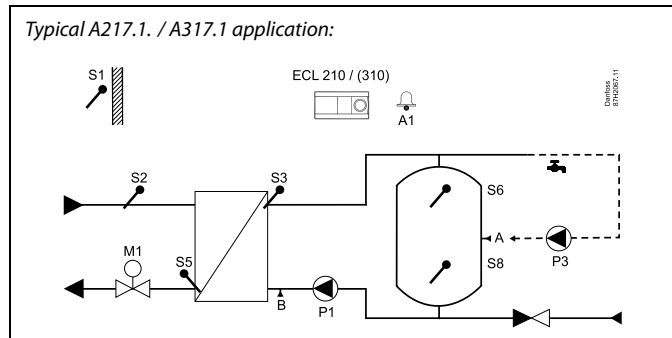 Typical A217.1. / A317.1 application:
S1
ECL 210 / (310)
A1
Danfoss
87H2067.11
S2
S3
S6
A
P3
M1
S5
S8
B
P1